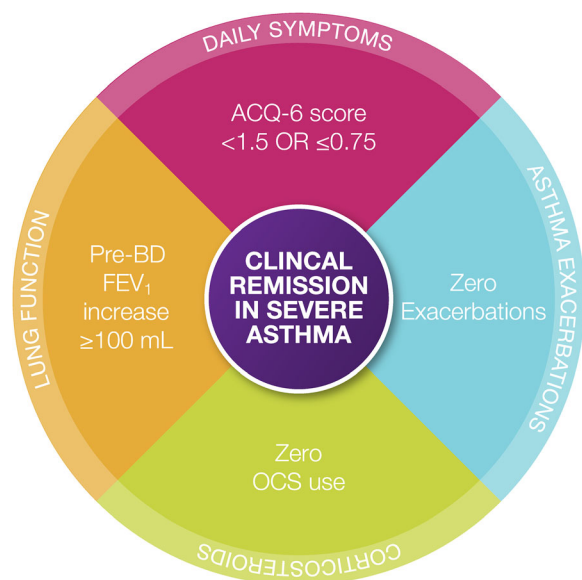 DAILY SYMPTOMS
ACQ-6 score
<1.5 OR ≤0.75
ASTHMA EXACERBATIONS
Zero
Exacerbations
CLINCAL
REMISSION
IN SEVERE
ASTHMA
LUNG FUNCTION
Pre-BD
FEV₁
increase
≥100 mL
Zero
OCS use
CORTICOSTEROIDS